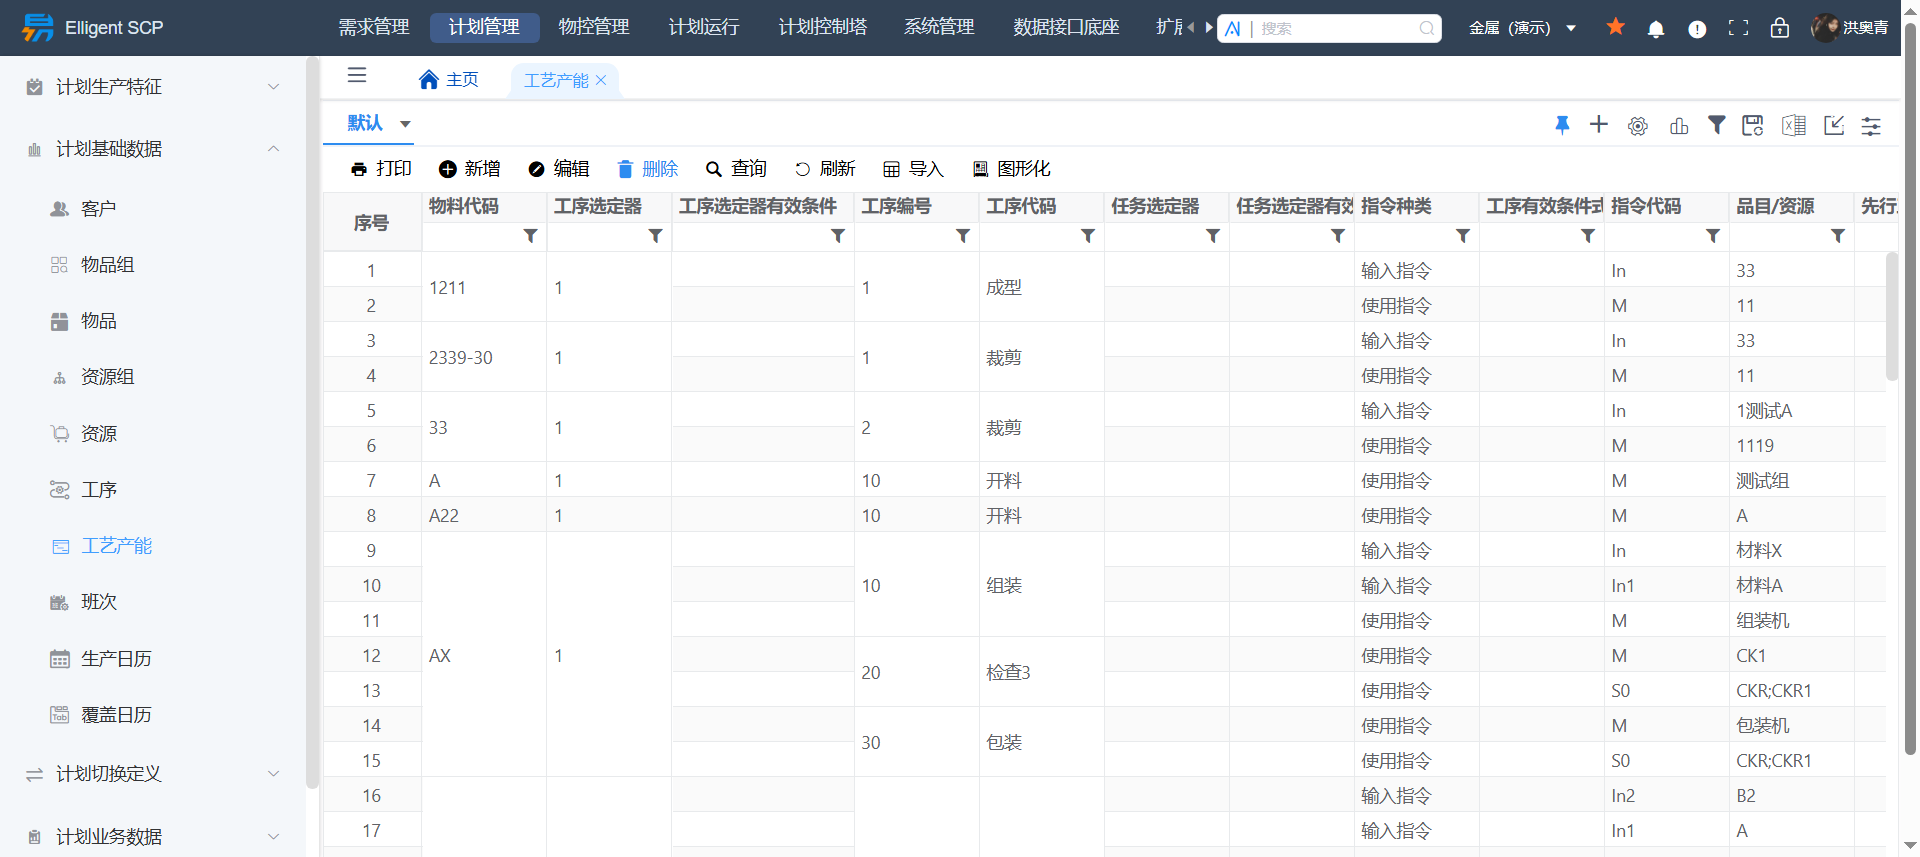 Elligent SCP
需求管理 计划管理 物控管理 计划运行 计划控制塔 系统管理 数据接口底座
搜索
金属（演示）
洪奥青
计划生产特征
计划基础数据
客户
物品组
物品
资源组
资源
工序
工艺产能
班次
生产日历
覆盖日历
计划切换定义
计划业务数据
主页 工艺产能
默认
打印 新增 编辑 删除 查询 刷新 导入 图形化
序号 物料代码 工序选定器 工序选定器有效条件 工序编号 工序代码 任务选定器 任务选定器有效 指令种类 工序有效条件式 指令代码 品目/资源 先行
1 1211 1 1 成型 输入指令 In 33
2 使用指令 M 11
3 2339-30 1 1 裁剪 输入指令 In 33
4 使用指令 M 11
5 33 1 2 裁剪 输入指令 In 1测试A
6 使用指令 M 1119
7 A 1 10 开料 使用指令 M 测试组
8 A22 1 10 开料 使用指令 M A
9 输入指令 In 材料X
10 10 组装 输入指令 In1 材料A
11 使用指令 M 组装机
12 AX 1 20 检查3 使用指令 M CK1
13 使用指令 S0 CKR;CKR1
14 30 包装 使用指令 M 包装机
15 使用指令 S0 CKR;CKR1
16 输入指令 In2 B2
17 输入指令 In1 A